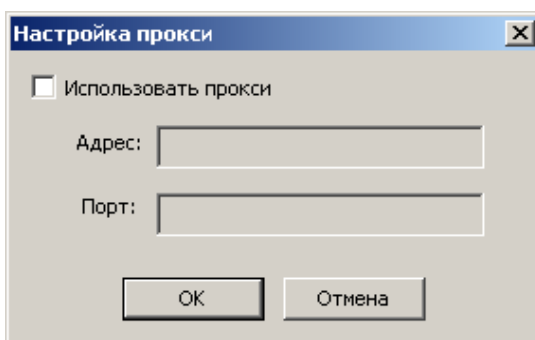 Настройка прокси
Использовать прокси
Адрес:
Порт:
OK
Отмена